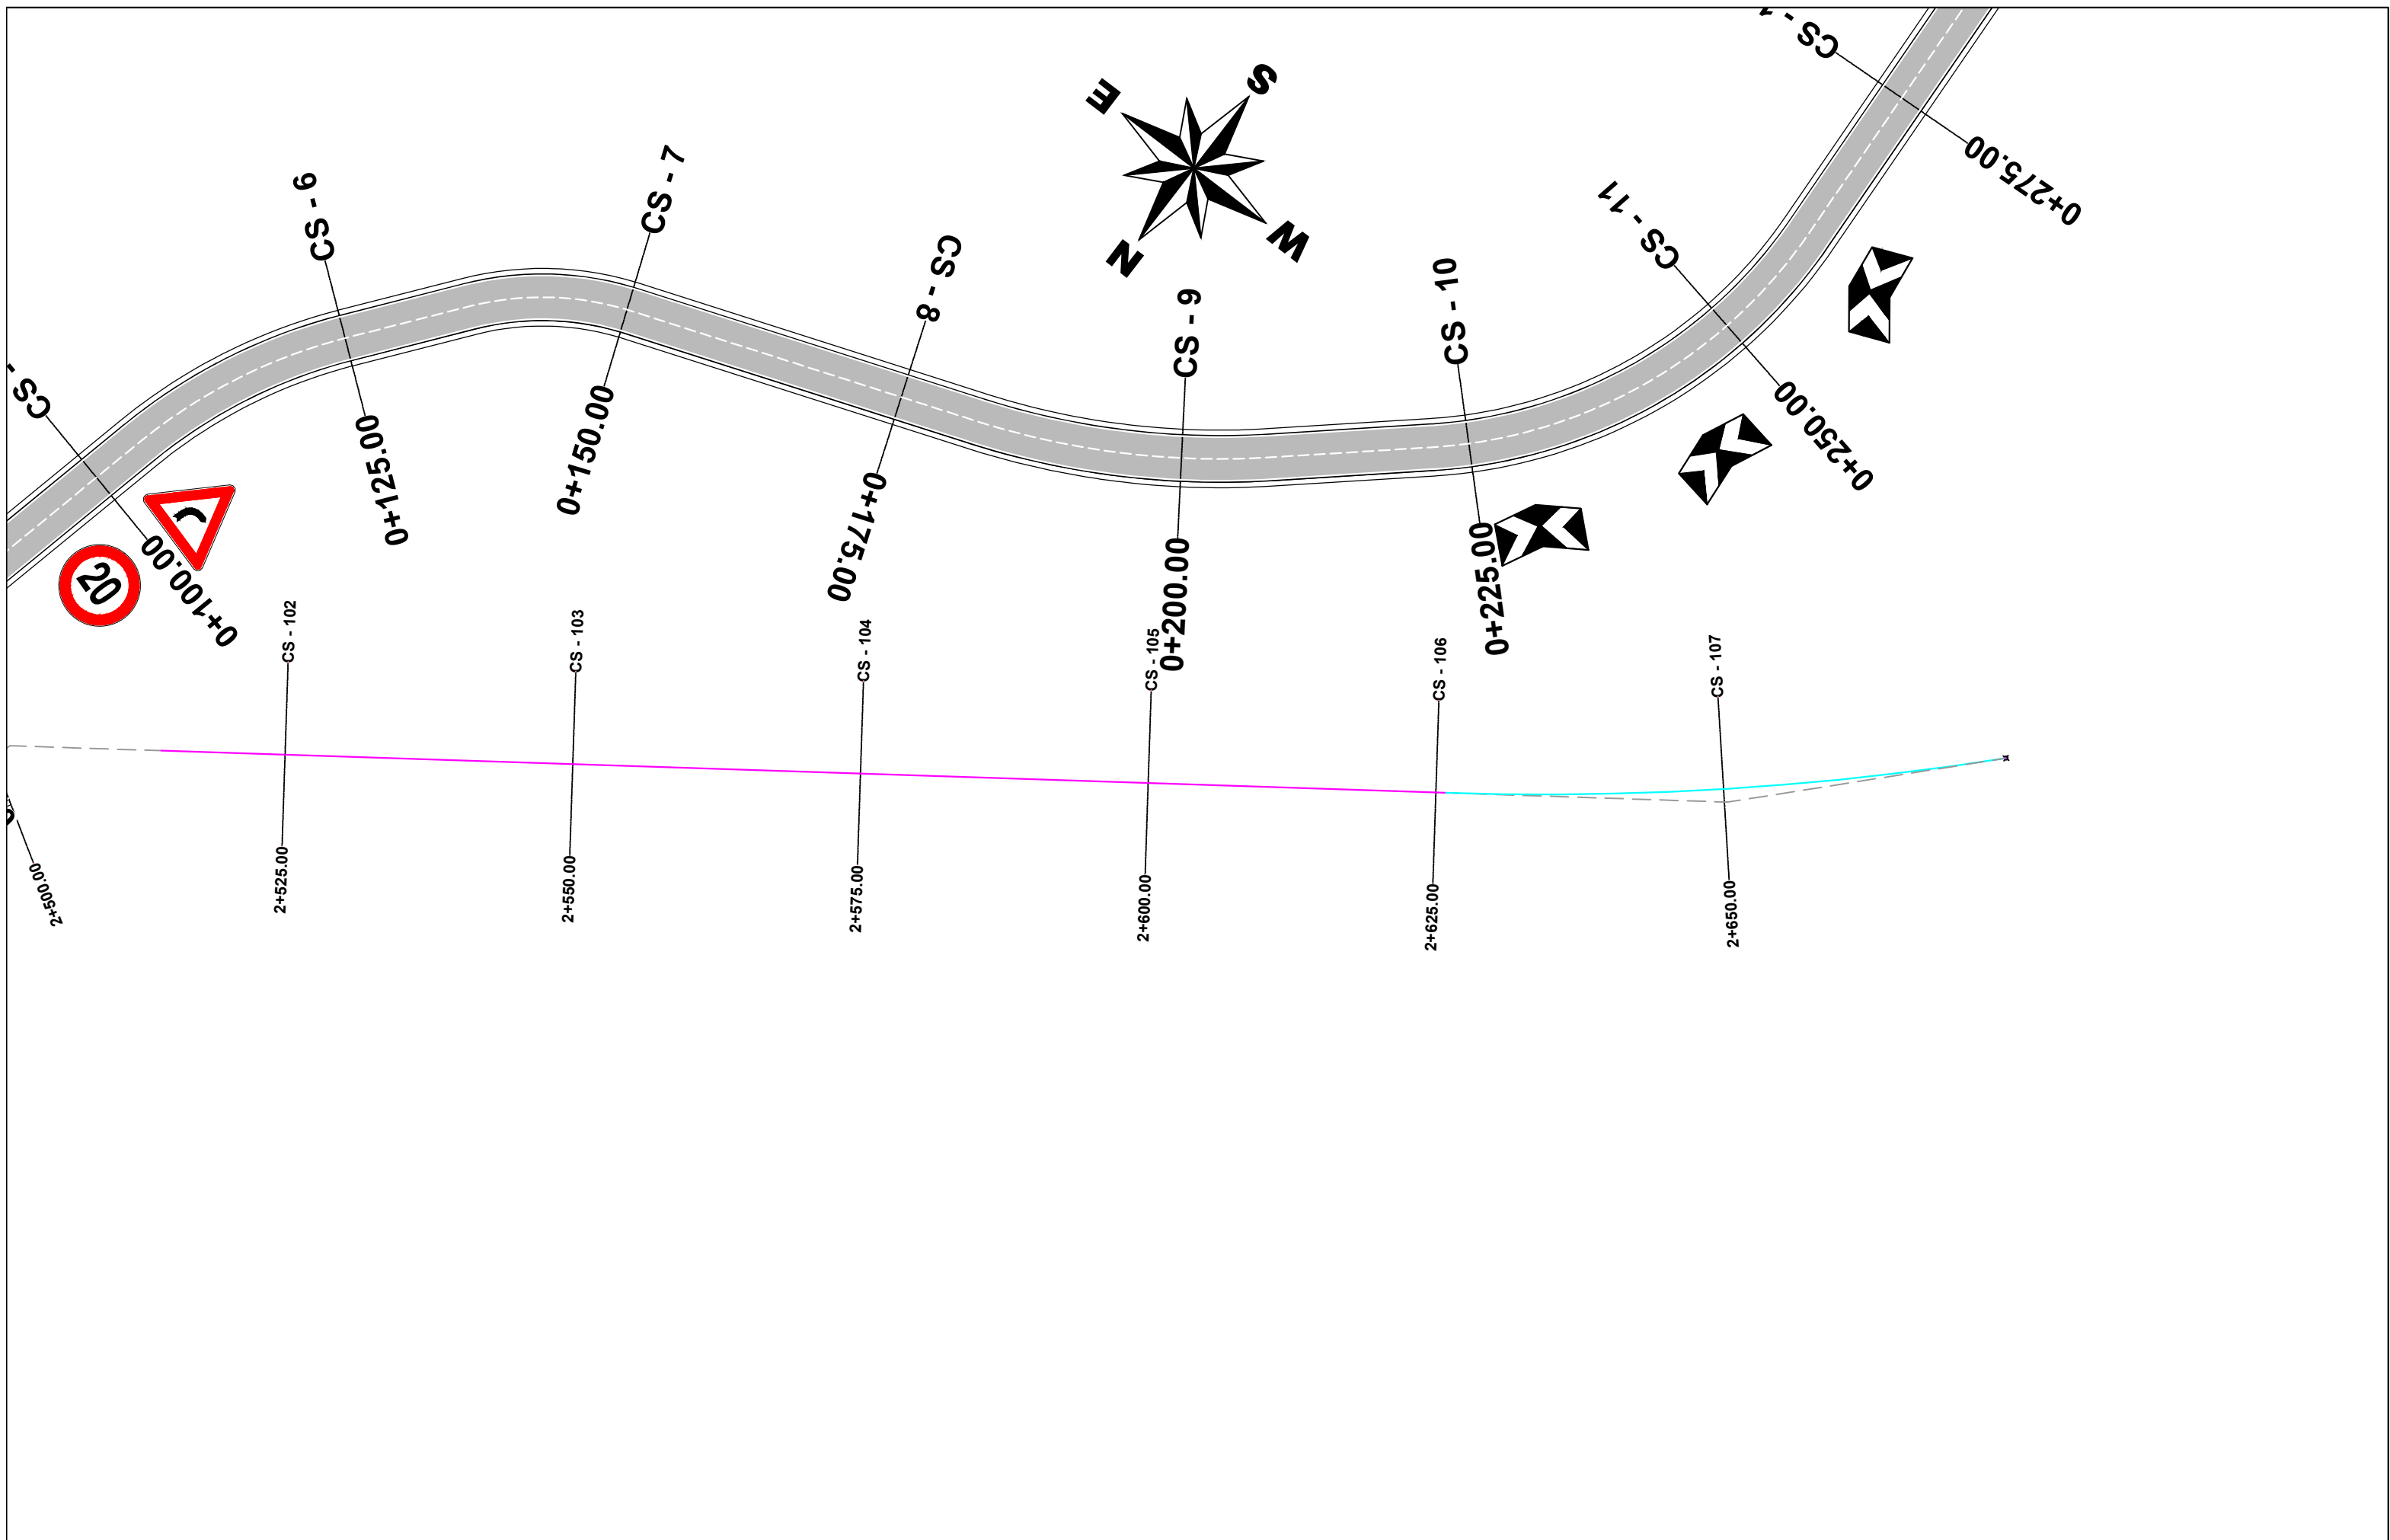 CS - 1
0+275.00
E
S
N
W
CS - 6
0+125.00
CS - 7
0+150.00
CS - 8
0+175.00
CS - 9
0+200.00
CS - 10
0+225.00
CS - 11
0+250.00
CS -
0+100.00
20
CS - 102
CS - 103
CS - 104
CS - 105
CS - 106
CS - 107
2+500.00
2+525.00
2+550.00
2+575.00
2+600.00
2+625.00
2+650.00